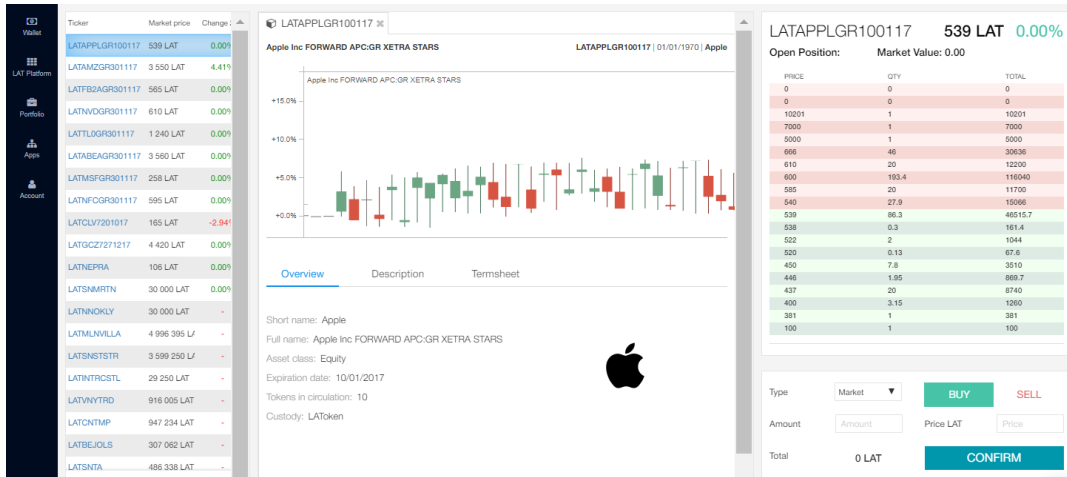 Wallet
LAT Platform
Portfolio
Apps
Account
Ticker Market price Change
LATAPPLGR100117 539 LAT 0.00%
LATAMZGR301117 3 550 LAT 4.41%
LATFB2AGR301117 565 LAT 0.00%
LATNVDGR301117 610 LAT 0.00%
LATTL0GR301117 1 240 LAT 0.00%
LATABEAGR301117 3 560 LAT 0.00%
LATMSFGR301117 258 LAT 0.00%
LATNFCGR301117 595 LAT 0.00%
LATCLV7201017 165 LAT -2.94%
LATGCZ7271217 4 420 LAT 0.00%
LATNEPRA 106 LAT 0.00%
LATSNMRTN 30 000 LAT 0.00%
LATNNOKLY 30 000 LAT -
LATMLNVILLA 4 996 395 LA -
LATSNSTSTR 3 599 250 LA -
LATINTRCSTL 29 250 LAT -
LATVNYTRD 916 005 LAT -
LATCNTMP 947 234 LAT -
LATBEJOLS 307 062 LAT -
LATSNTA 486 338 LAT -
LATAPPLGR100117 ✖
Apple Inc FORWARD APC:GR XETRA STARS LATAPPLGR100117 | 01/01/1970 | Apple
Apple Inc FORWARD APC:GR XETRA STARS
+15.0%
+10.0%
+5.0%
+0.0%
Overview Description Termsheet
Short name: Apple
Full name: Apple Inc FORWARD APC:GR XETRA STARS
Asset class: Equity
Expiration date: 10/01/2017
Tokens in circulation: 10
Custody: LAToken
LATAPPLGR100117 539 LAT 0.00%
Open Position: Market Value: 0.00
PRICE QTY TOTAL
0 0 0
0 0 0
10201 1 10201
7000 1 7000
5000 1 5000
666 46 30636
610 20 12200
600 193.4 116040
585 20 11700
540 27.9 15066
539 86.3 46515.7
538 0.3 161.4
522 2 1044
520 0.13 67.6
450 7.8 3510
446 1.95 869.7
437 20 8740
400 3.15 1260
381 1 381
100 1 100
Type Market ▼ BUY SELL
Amount Amount Price LAT Price
Total 0 LAT CONFIRM